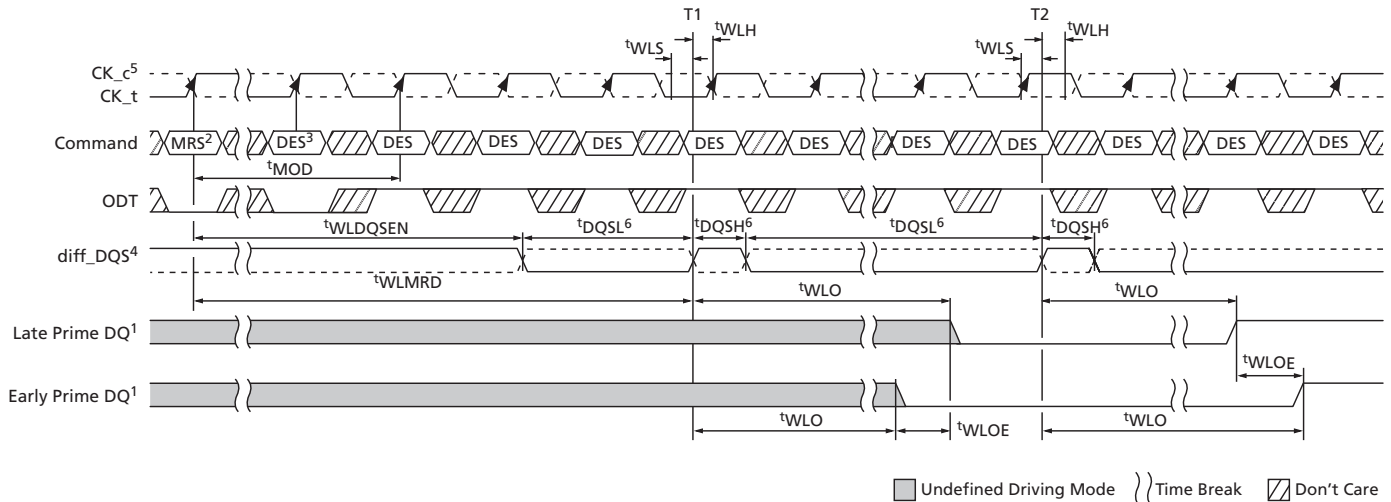 T1 T2
tWLH tWLH
tWLS tWLS
CK_c5
CK_t
Command MRS2 DES3 DES DES DES DES DES DES DES DES DES DES
tMOD
ODT
tWLDQSEN tDQSL6 tDQSH6 tDQSL6 tDQSH6
diff_DQS4
tWLMRD tWLO tWLO
Late Prime DQ1
tWLOE
Early Prime DQ1
tWLO tWLOE tWLO
Undefined Driving Mode Time Break Don't Care